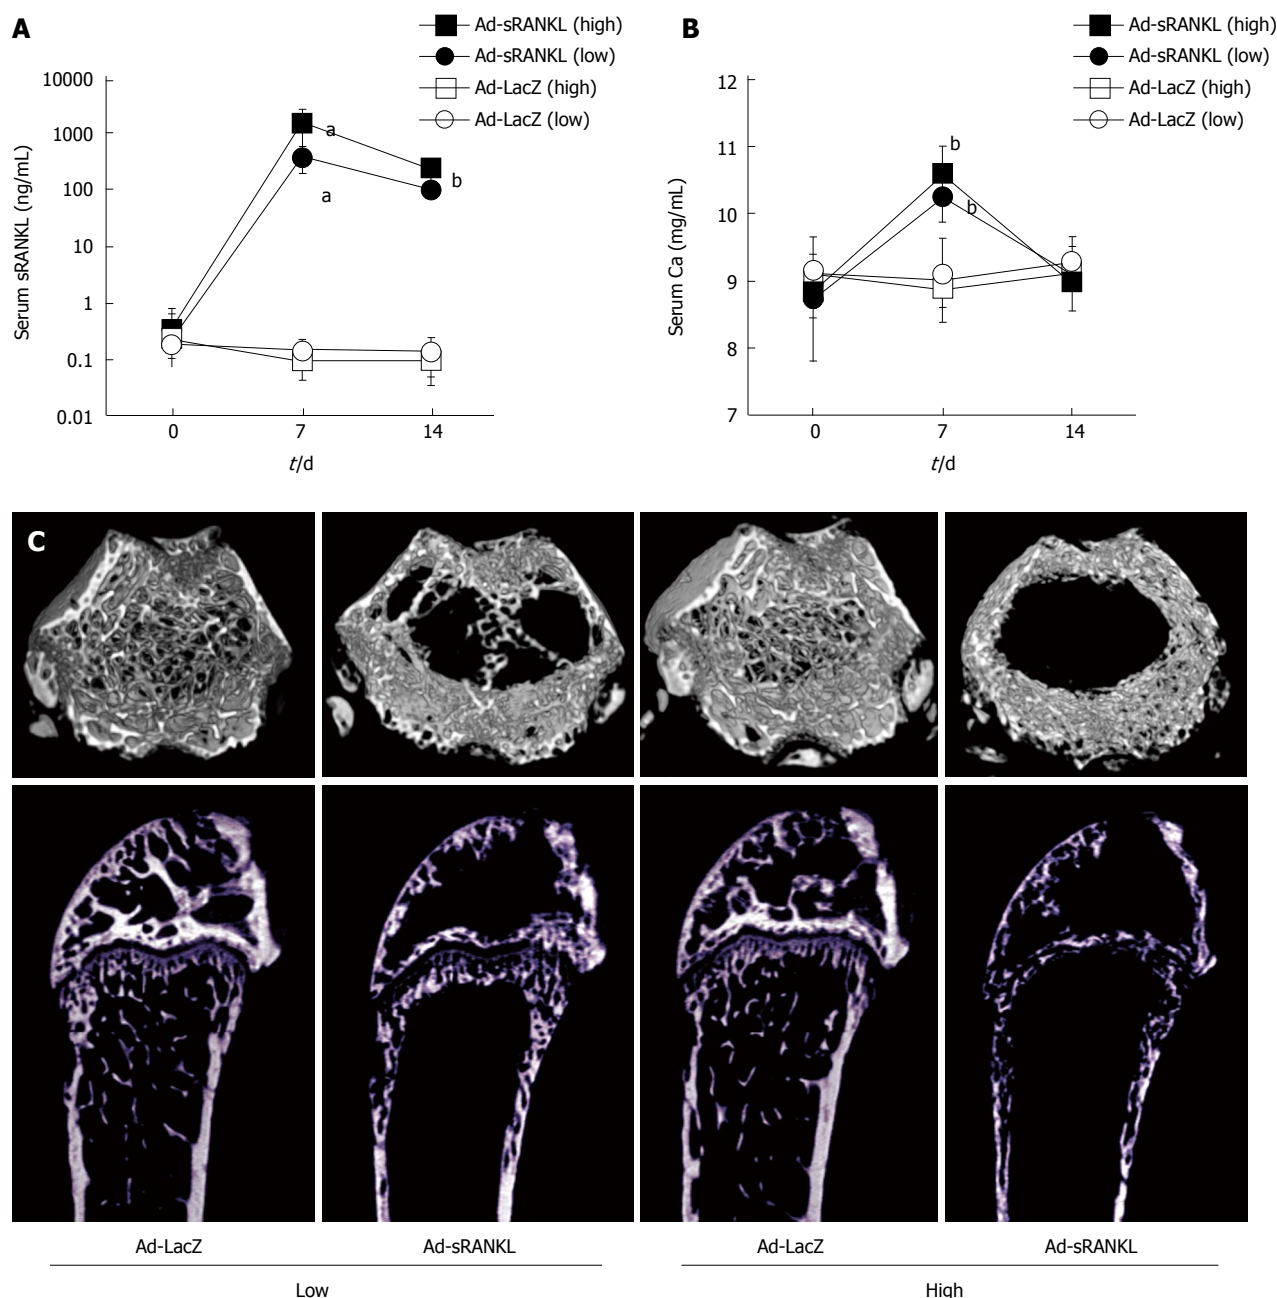 A
Ad-sRANKL (high)
Ad-sRANKL (low)
Ad-LacZ (high)
Ad-LacZ (low)
10000
1000
100
10
1
0.1
0.01
Serum sRANKL (ng/mL)
a
a
b
0
7
14
t/d
B
Ad-sRANKL (high)
Ad-sRANKL (low)
Ad-LacZ (high)
Ad-LacZ (low)
12
11
10
9
8
7
Serum Ca (mg/mL)
b
b
0
7
14
t/d
C
Ad-LacZ
Ad-sRANKL
Ad-LacZ
Ad-sRANKL
Low
High